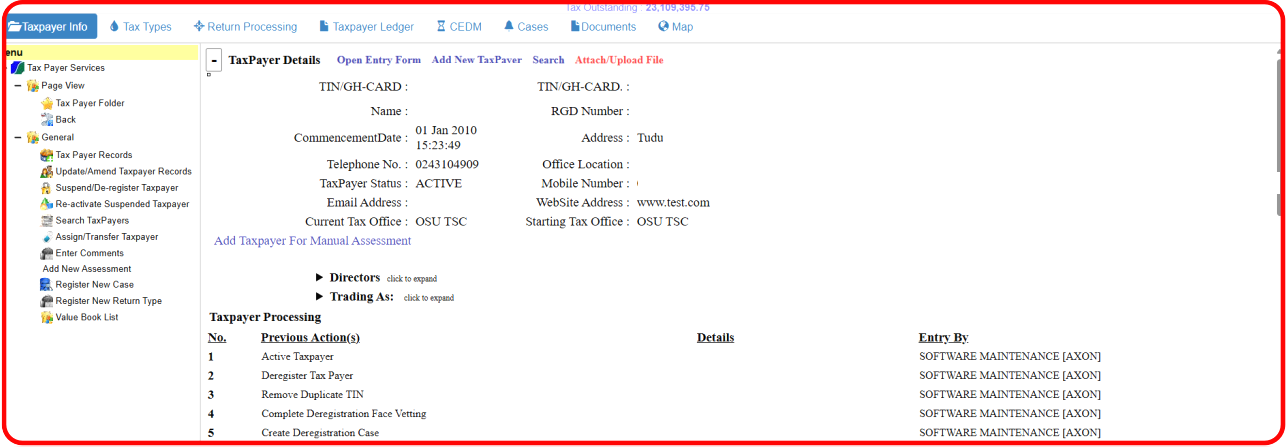 Tax Outstanding : 23,109,395.75
Taxpayer Info Tax Types Return Processing Taxpayer Ledger CEDM Cases Documents Map
enu
Tax Payer Services
Page View
Tax Payer Folder
Back
General
Tax Payer Records
Update/Amend Taxpayer Records
Suspend/De-register Taxpayer
Re-activate Suspended Taxpayer
Search TaxPayers
Assign/Transfer Taxpayer
Enter Comments
Add New Assessment
Register New Case
Register New Return Type
Value Book List
- TaxPayer Details Open Entry Form Add New TaxPayer Search Attach/Upload File
TIN/GH-CARD : TIN/GH-CARD. :
Name : RGD Number :
CommencementDate : 01 Jan 2010 15:23:49 Address : Tudu
Telephone No. : 0243104909 Office Location :
TaxPayer Status : ACTIVE Mobile Number :
Email Address : WebSite Address : www.test.com
Current Tax Office : OSU TSC Starting Tax Office : OSU TSC
Add Taxpayer For Manual Assessment
Directors click to expand
Trading As: click to expand
Taxpayer Processing
No. Previous Action(s) Details Entry By
1 Active Taxpayer SOFTWARE MAINTENANCE [AXON]
2 Deregister Tax Payer SOFTWARE MAINTENANCE [AXON]
3 Remove Duplicate TIN SOFTWARE MAINTENANCE [AXON]
4 Complete Deregistration Face Vetting SOFTWARE MAINTENANCE [AXON]
5 Create Deregistration Case SOFTWARE MAINTENANCE [AXON]